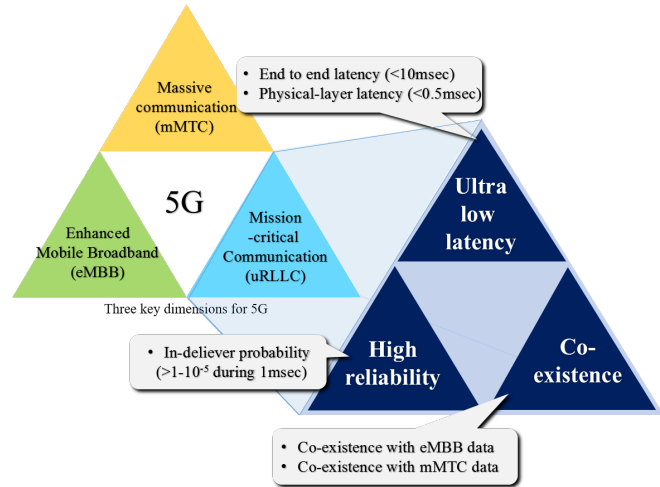 Massive
communication
(mMTC)
5G
Enhanced
Mobile Broadband
(eMBB)
Mission
-critical
Communication
(uRLLC)
Three key dimensions for 5G
• End to end latency (<10msec)
• Physical-layer latency (<0.5msec)
Ultra
low
latency
• In-deliever probability
(>1-10⁻⁵ during 1msec)
High
reliability
Co-
existence
• Co-existence with eMBB data
• Co-existence with mMTC data